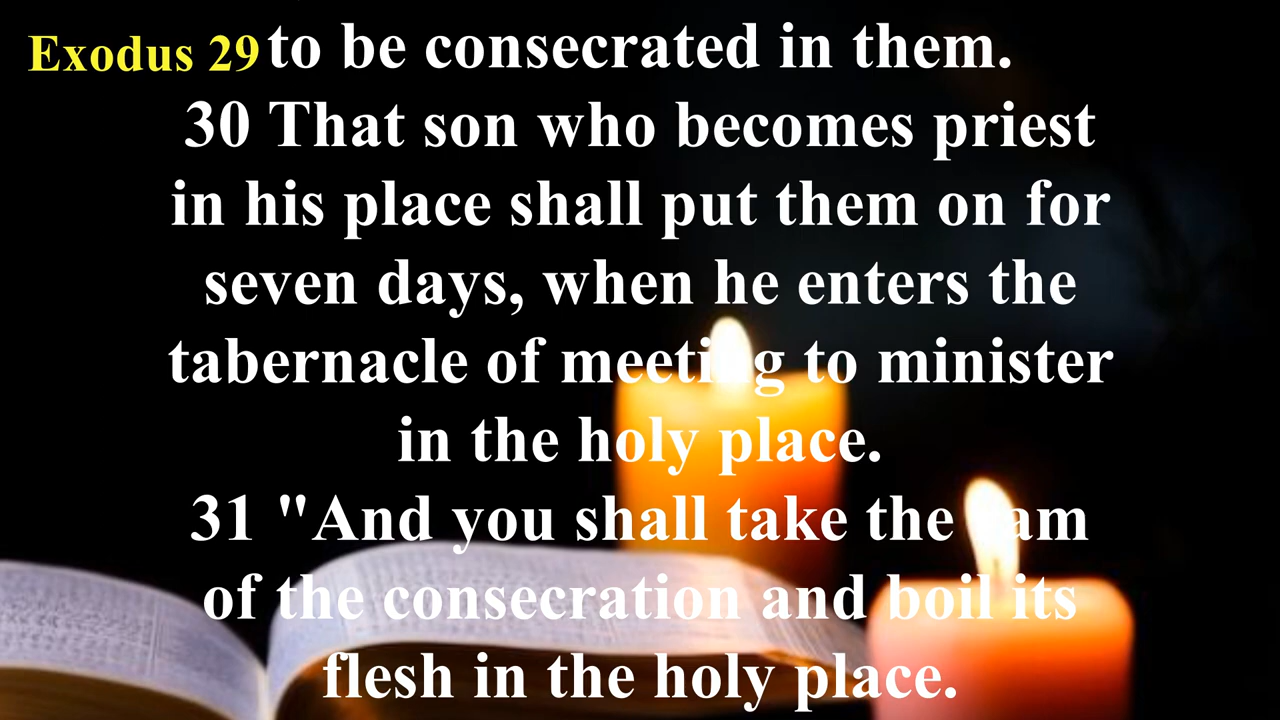 Exodus 29 to be consecrated in them.
30 That son who becomes priest
in his place shall put them on for
seven days, when he enters the
tabernacle of meeting to minister
in the holy place.
31 "And you shall take the ram
of the consecration and boil its
flesh in the holy place.